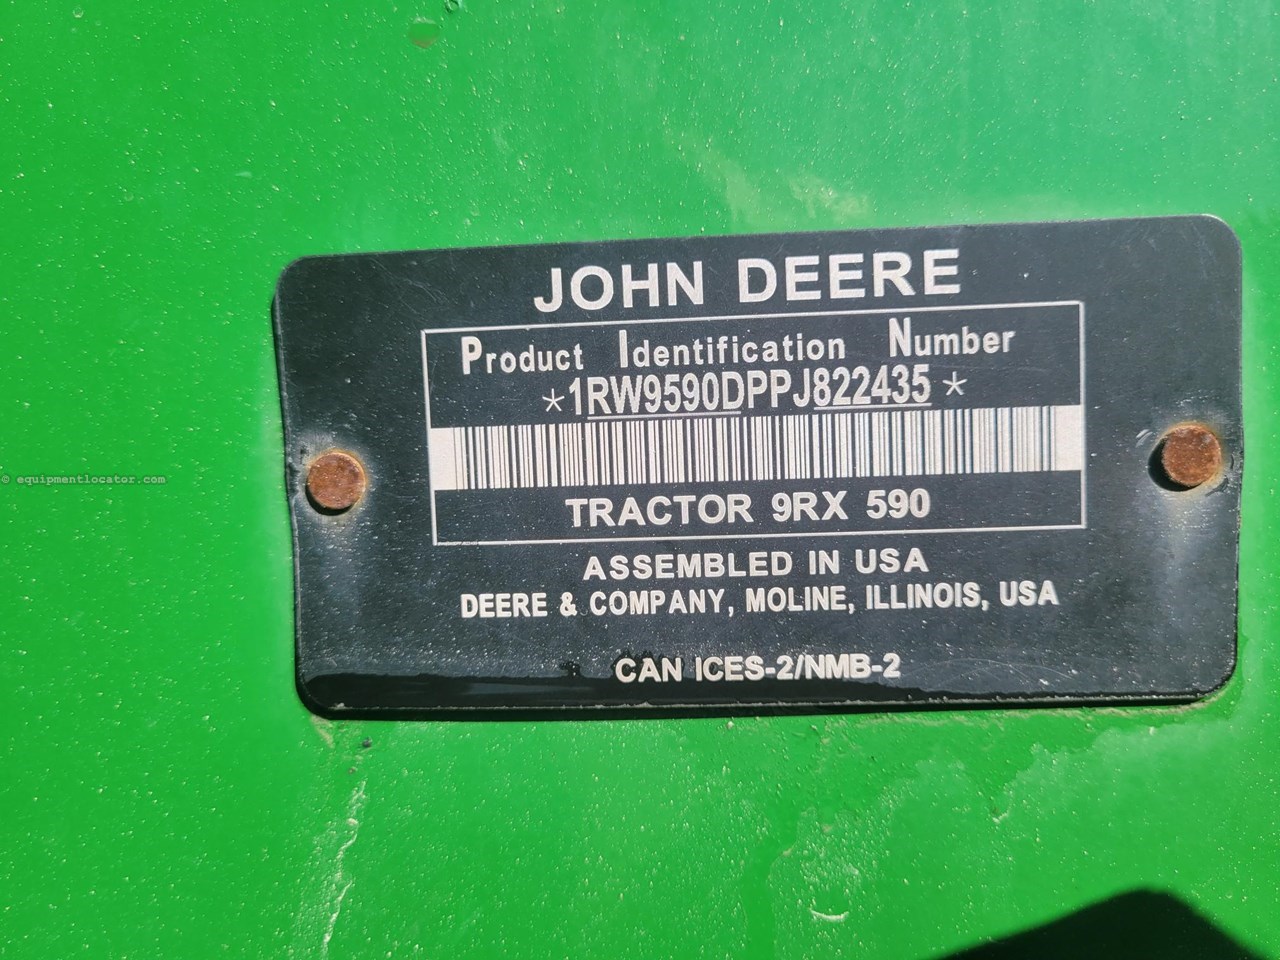 JOHN DEERE
Product Identification Number
*1RW9590DPPJ822435*
TRACTOR 9RX 590
ASSEMBLED IN USA
DEERE & COMPANY, MOLINE, ILLINOIS, USA
CAN ICES-2/NMB-2
© equipmentlocator.com